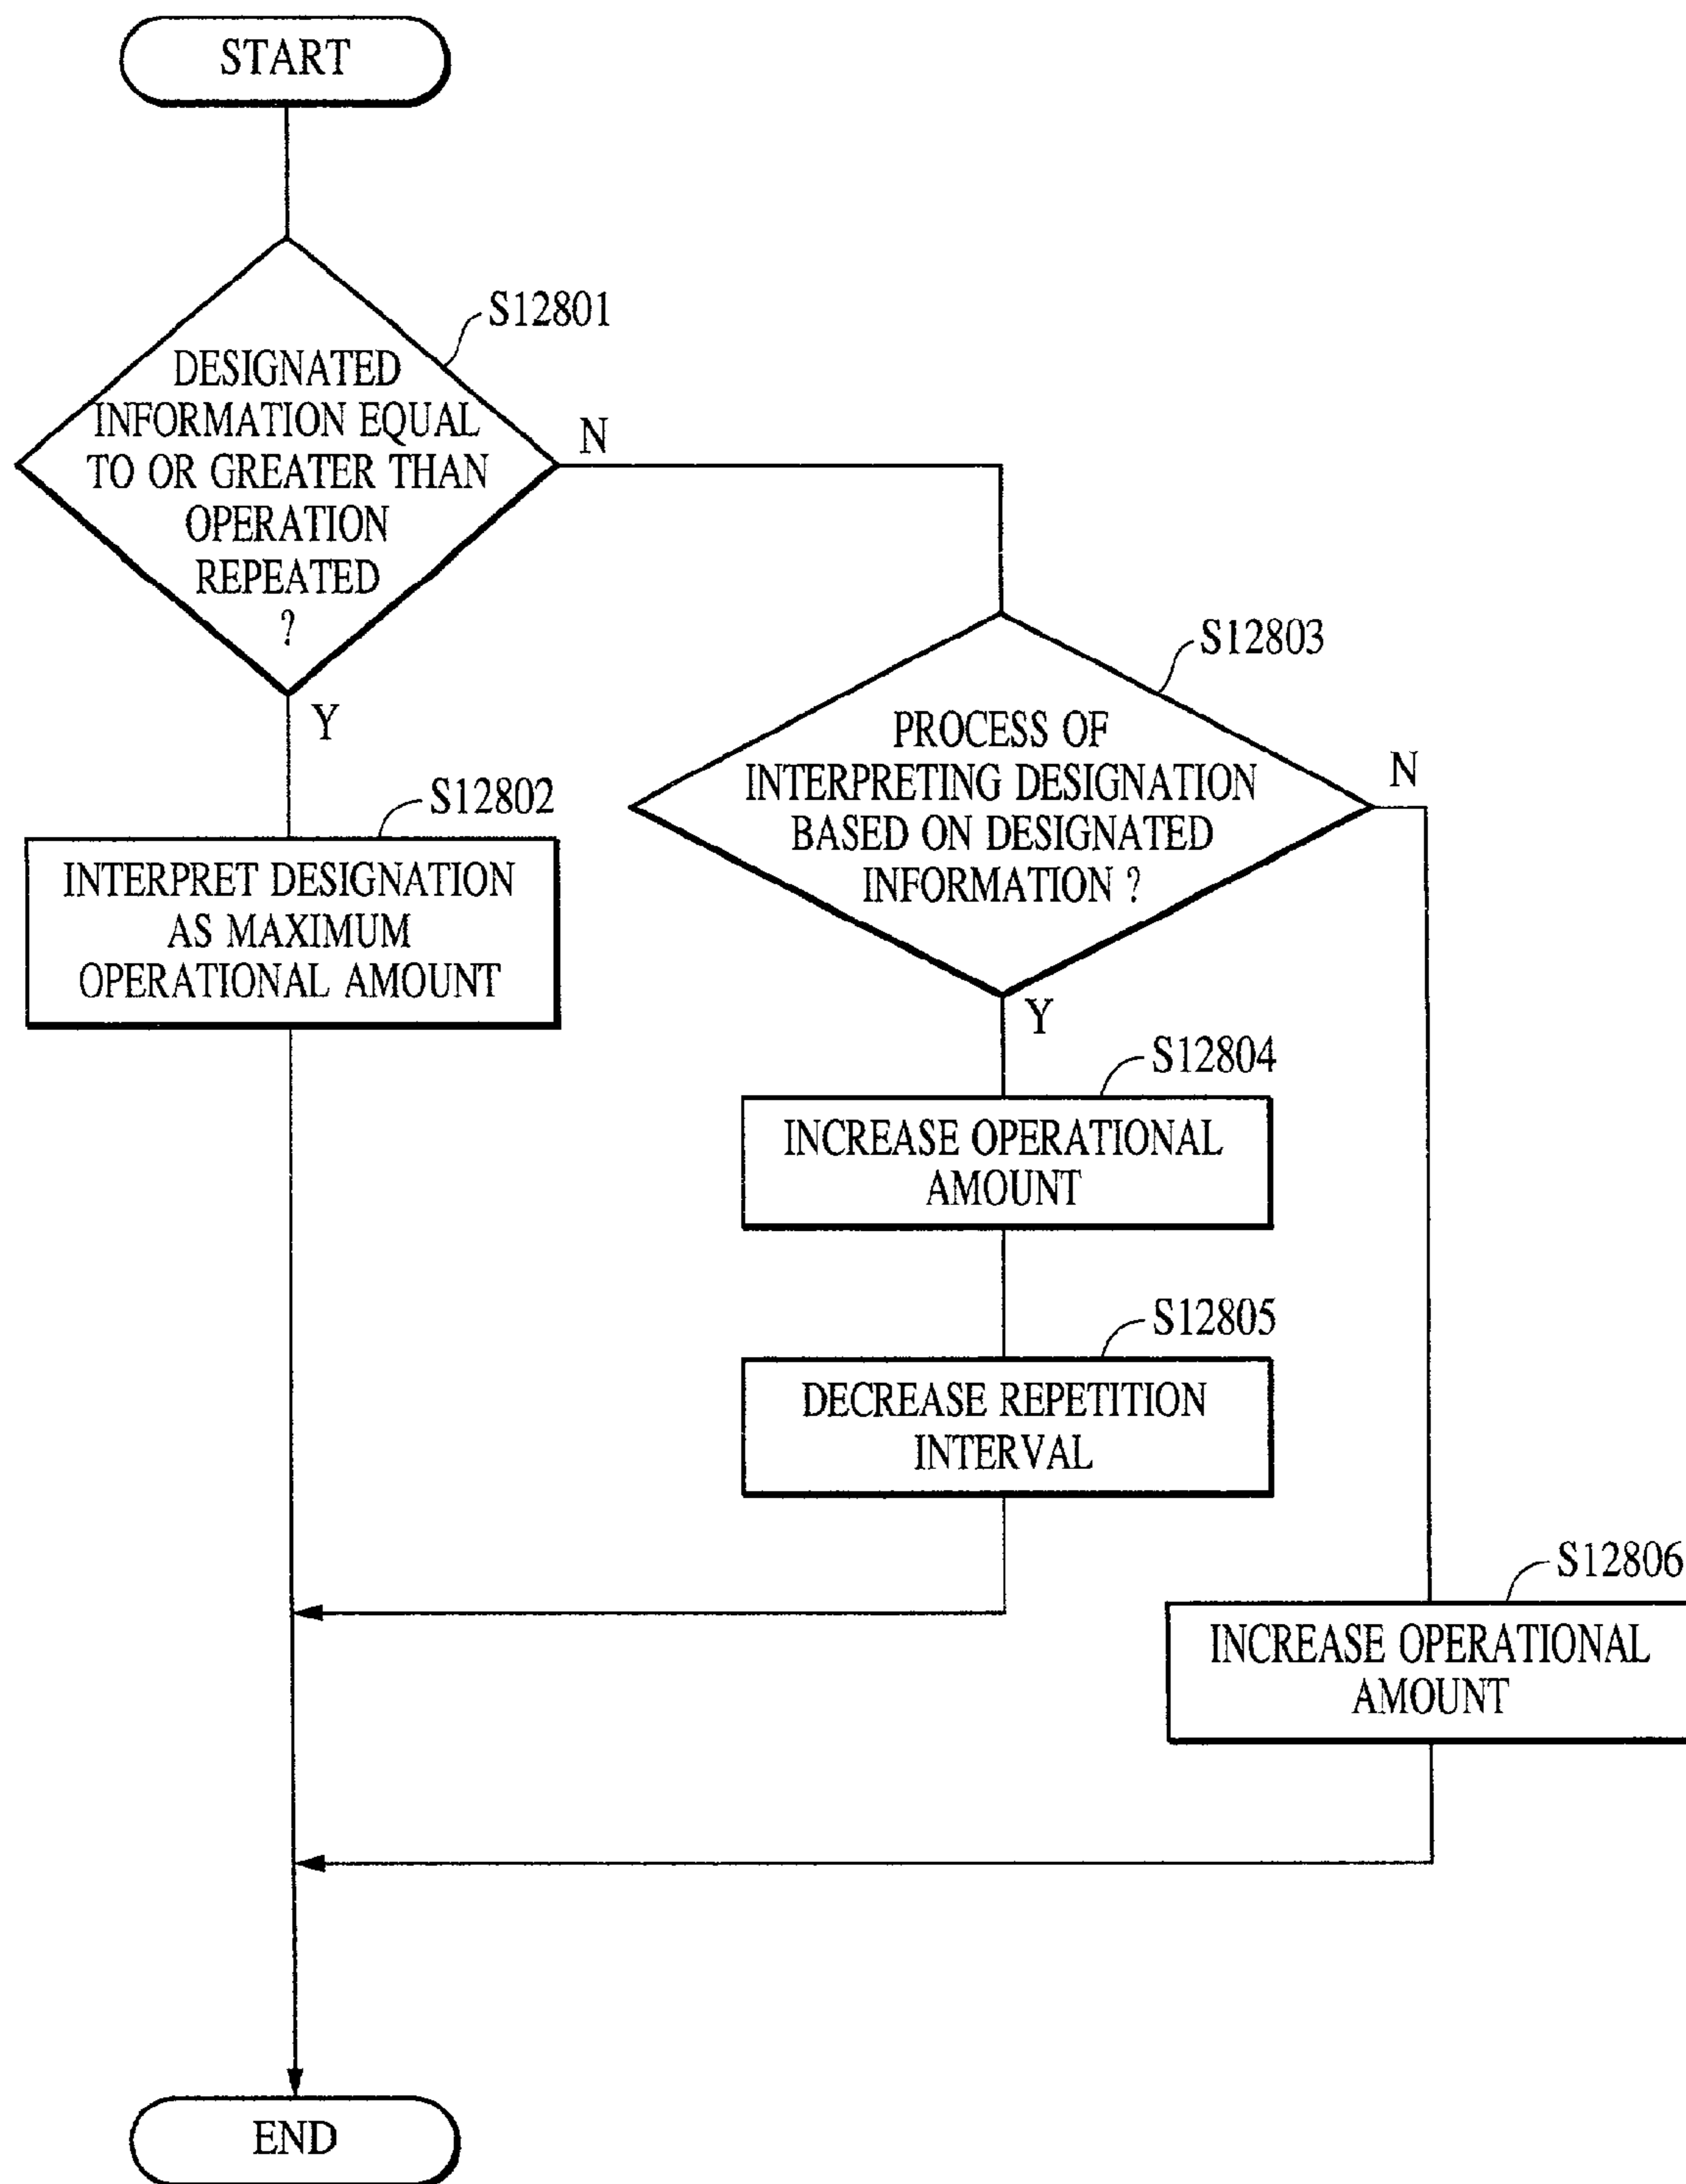 START
S12801
DESIGNATED
INFORMATION EQUAL
TO OR GREATER THAN
OPERATION
REPEATED
?
N
Y
S12802
INTERPRET DESIGNATION
AS MAXIMUM
OPERATIONAL AMOUNT
S12803
PROCESS OF
INTERPRETING DESIGNATION
BASED ON DESIGNATED
INFORMATION ?
N
Y
S12804
INCREASE OPERATIONAL
AMOUNT
S12805
DECREASE REPETITION
INTERVAL
S12806
INCREASE OPERATIONAL
AMOUNT
END